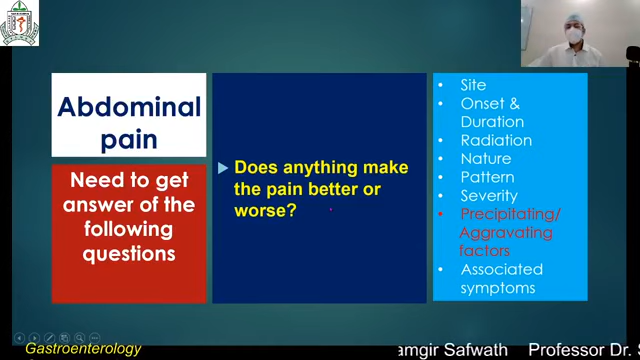 Abdominal
pain
Need to get
answer of the
following
questions
Does anything make
the pain better or
worse?
• Site
• Onset &
Duration
• Radiation
• Nature
• Pattern
• Severity
• Precipitating/
Aggravating
factors
• Associated
symptoms
Gastroenterology
amgir Safwath Professor Dr. S